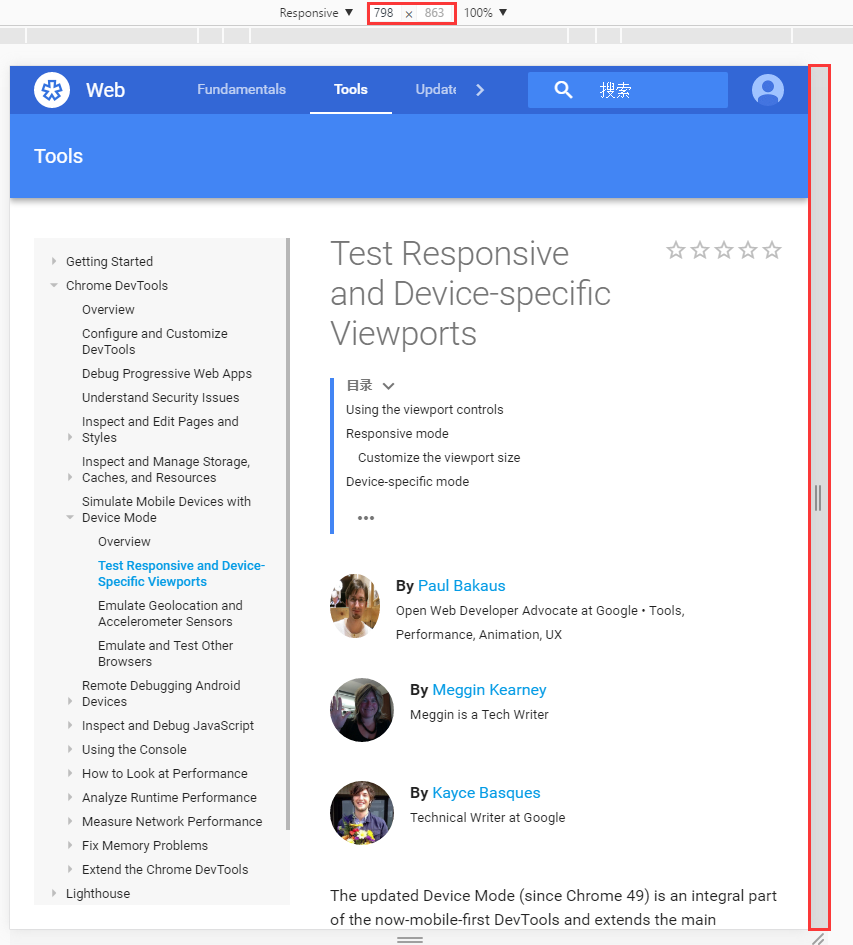 Responsive ▼ 798 × 863 100% ▼
Web Fundamentals Tools Update 搜索
Tools
Getting Started
Chrome DevTools
Overview
Configure and Customize
DevTools
Debug Progressive Web Apps
Understand Security Issues
Inspect and Edit Pages and
Styles
Inspect and Manage Storage,
Caches, and Resources
Simulate Mobile Devices with
Device Mode
Overview
Test Responsive and Device-
Specific Viewports
Emulate Geolocation and
Accelerometer Sensors
Emulate and Test Other
Browsers
Remote Debugging Android
Devices
Inspect and Debug JavaScript
Using the Console
How to Look at Performance
Analyze Runtime Performance
Measure Network Performance
Fix Memory Problems
Extend the Chrome DevTools
Lighthouse
Test Responsive
and Device-specific
Viewports
目录
Using the viewport controls
Responsive mode
Customize the viewport size
Device-specific mode
•••
By Paul Bakaus
Open Web Developer Advocate at Google • Tools,
Performance, Animation, UX
By Meggin Kearney
Meggin is a Tech Writer
By Kayce Basques
Technical Writer at Google
The updated Device Mode (since Chrome 49) is an integral part
of the now-mobile-first DevTools and extends the main